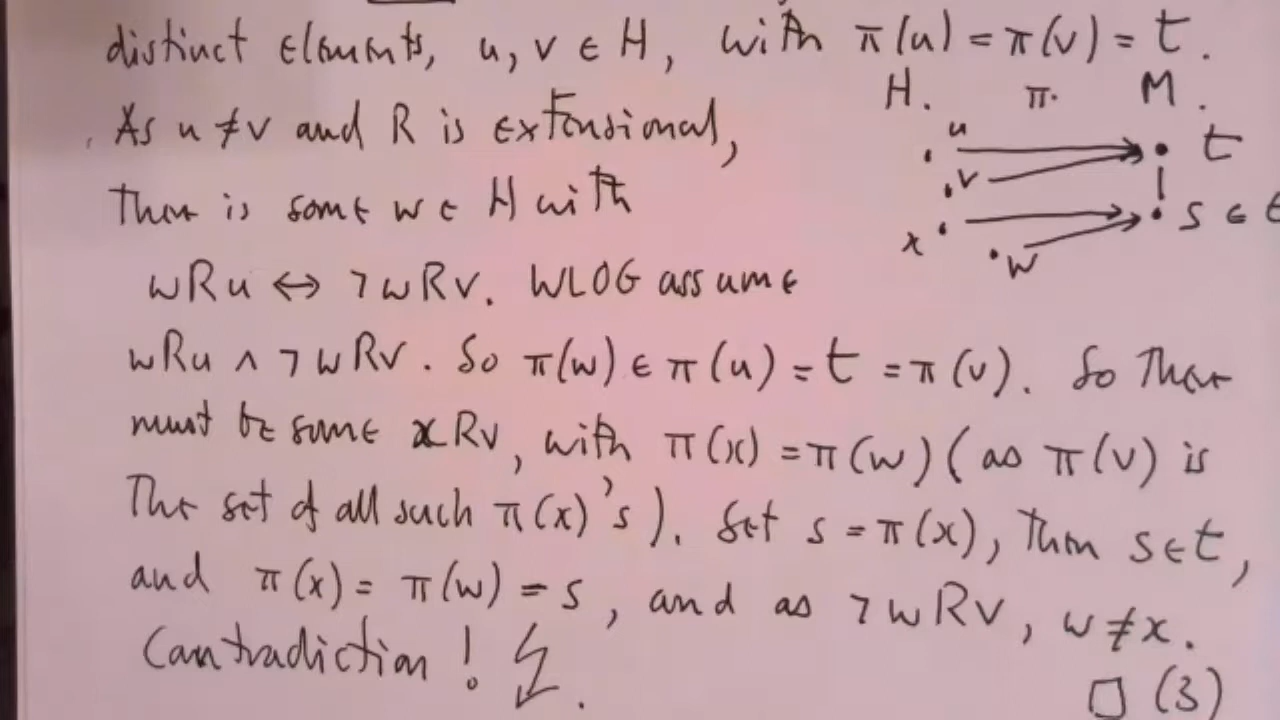 distinct elements, u, v ∈ H, with π(u) = π(v) = t.
H. π. M.
As u ≠ v and R is extensional,
u
t
v
Then is some w ∈ H with
x
w
s ∈ t
wRu ↔ ¬wRv. WLOG assume
wRu ∧ ¬wRv. So π(w) ∈ π(u) = t = π(v). So there
must be some xRv, with π(x) = π(w) (as π(v) is
The set of all such π(x)'s). Set s = π(x), then s ∈ t,
and π(x) = π(w) = s, and as ¬wRv, w ≠ x.
Contradiction!
□ (3)